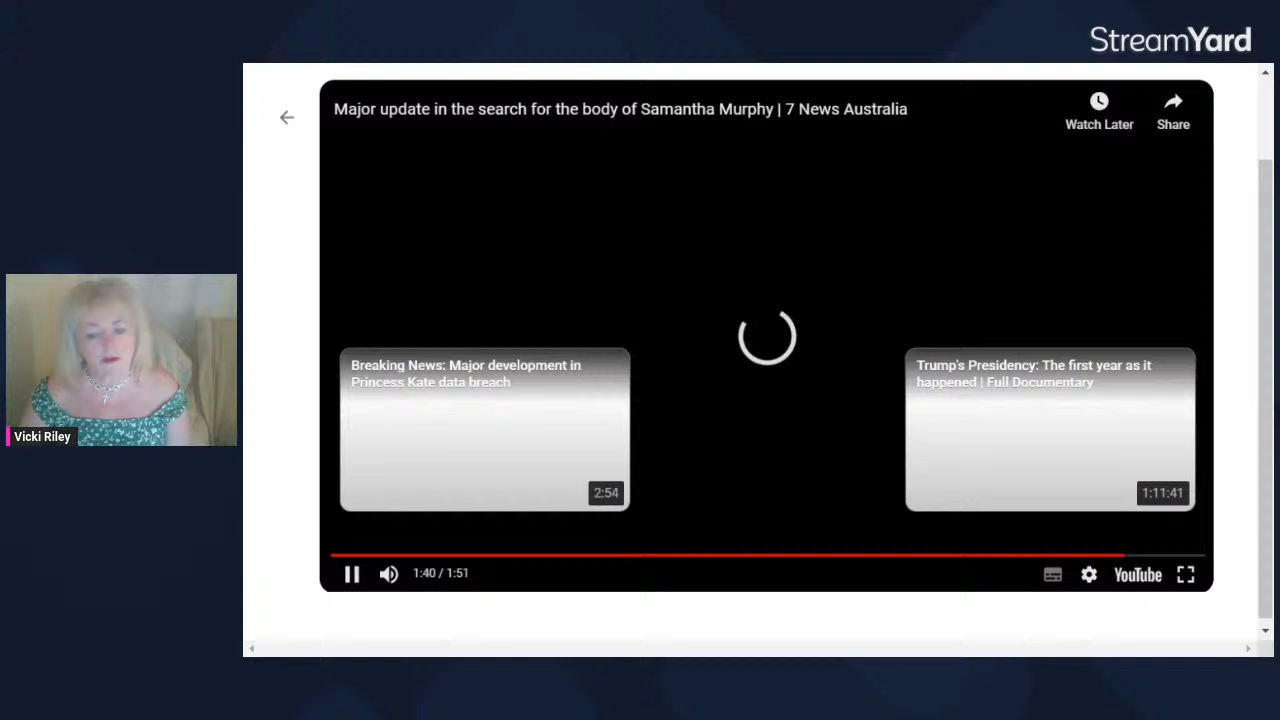 StreamYard
Major update in the search for the body of Samantha Murphy | 7 News Australia
Watch Later
Share
Breaking News: Major development in
Princess Kate data breach
2:54
Trump's Presidency: The first year as it
happened | Full Documentary
1:11:41
Vicki Riley
1:40 / 1:51
YouTube